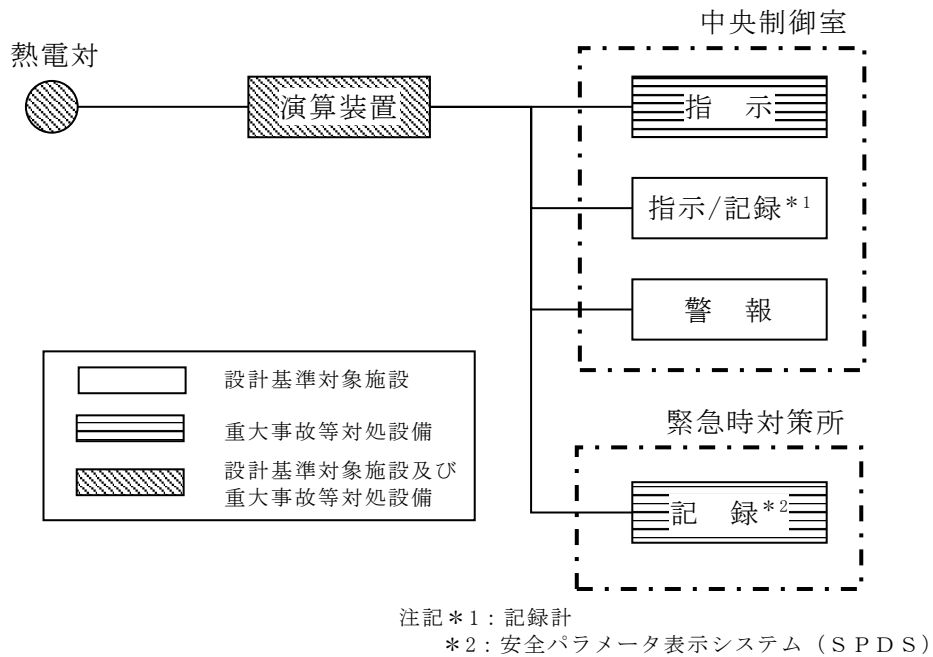 中央制御室
熱電対
演算装置
指　示
指示/記録＊1
警　報
設計基準対象施設
重大事故等対処設備
設計基準対象施設及び
重大事故等対処設備
緊急時対策所
記　録＊2
注記＊1：記録計
＊2：安全パラメータ表示システム（ＳＰＤＳ）